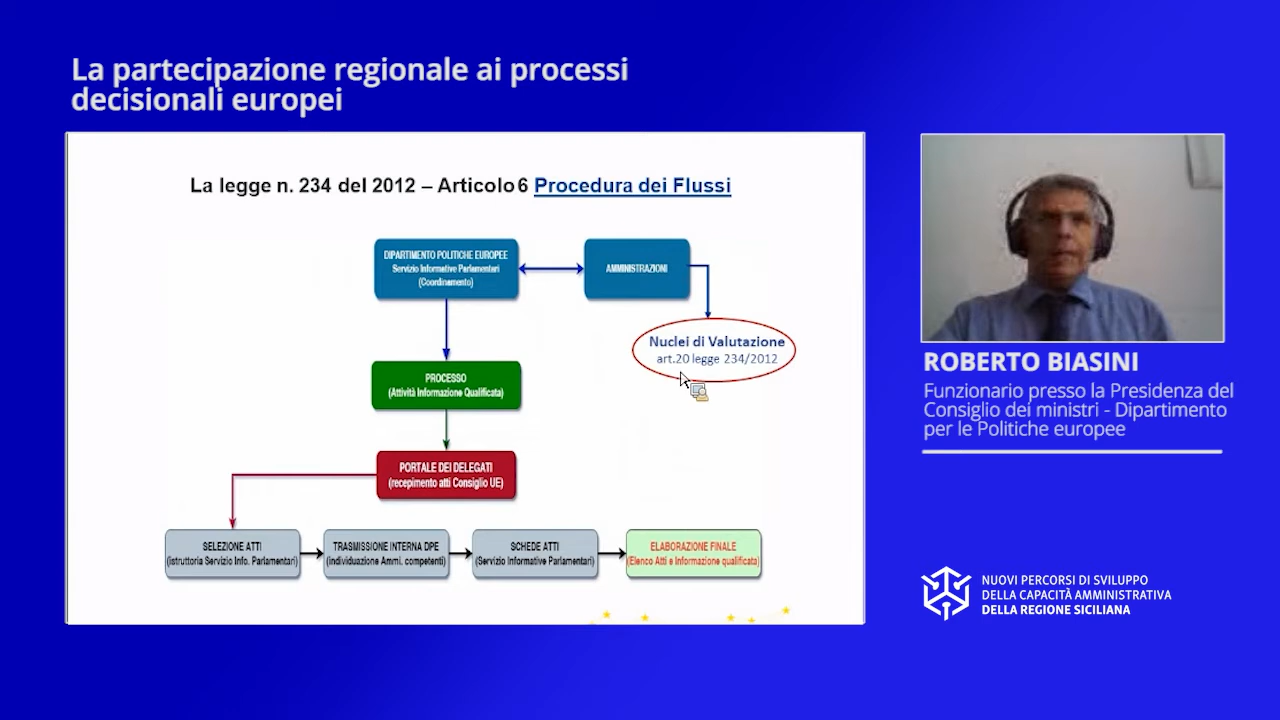 La partecipazione regionale ai processi
decisionali europei
La legge n. 234 del 2012 – Articolo 6 Procedura dei Flussi
DIPARTIMENTO POLITICHE EUROPEE
Servizio Informative Parlamentari
(Coordinamento)
AMMINISTRAZIONI
Nuclei di Valutazione
art.20 legge 234/2012
PROCESSO
(Attività Informazione Qualificata)
PORTALE DEI DELEGATI
(recepimento atti Consiglio UE)
SELEZIONE ATTI
(istruttoria Servizio Info. Parlamentari)
TRASMISSIONE INTERNA DPE
(individuazione Ammi. competenti)
SCHEDE ATTI
(Servizio Informative Parlamentari)
ELABORAZIONE FINALE
(Elenco Atti e Informazione qualificata)
ROBERTO BIASINI
Funzionario presso la Presidenza del
Consiglio dei ministri - Dipartimento
per le Politiche europee
NUOVI PERCORSI DI SVILUPPO
DELLA CAPACITÀ AMMINISTRATIVA
DELLA REGIONE SICILIANA